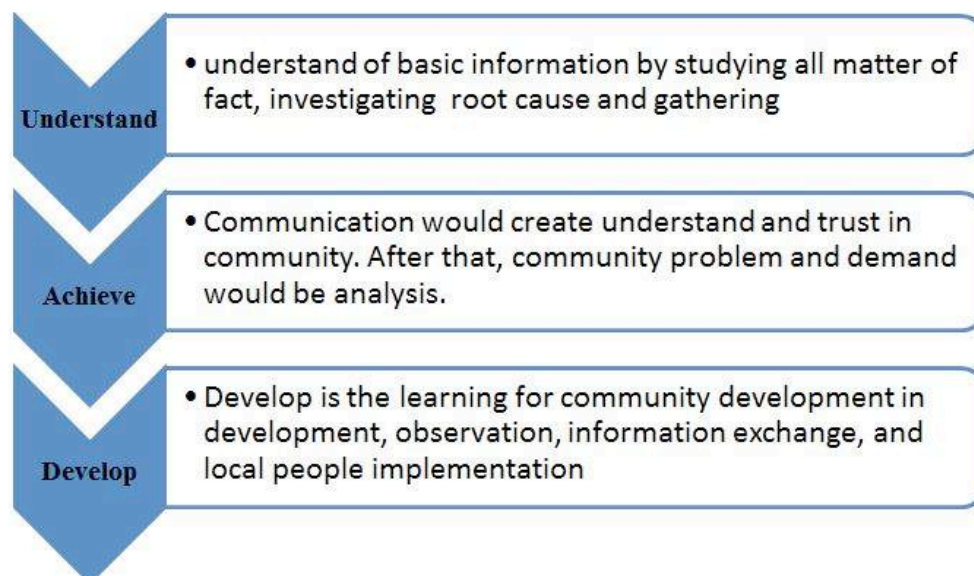 Understand
• understand of basic information by studying all matter of
fact, investigating root cause and gathering
Achieve
• Communication would create understand and trust in
community. After that, community problem and demand
would be analysis.
Develop
• Develop is the learning for community development in
development, observation, information exchange, and
local people implementation